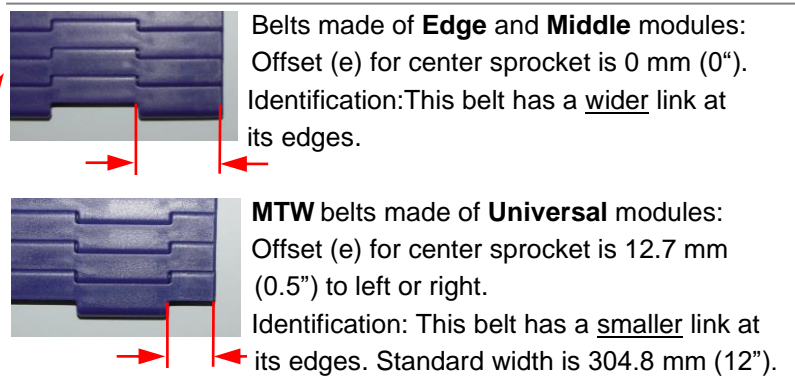 Belts made of Edge and Middle modules:
Offset (e) for center sprocket is 0 mm (0“).
Identification:This belt has a wider link at
its edges.
MTW belts made of Universal modules:
Offset (e) for center sprocket is 12.7 mm
(0.5”) to left or right.
Identification: This belt has a smaller link at
its edges. Standard width is 304.8 mm (12”).